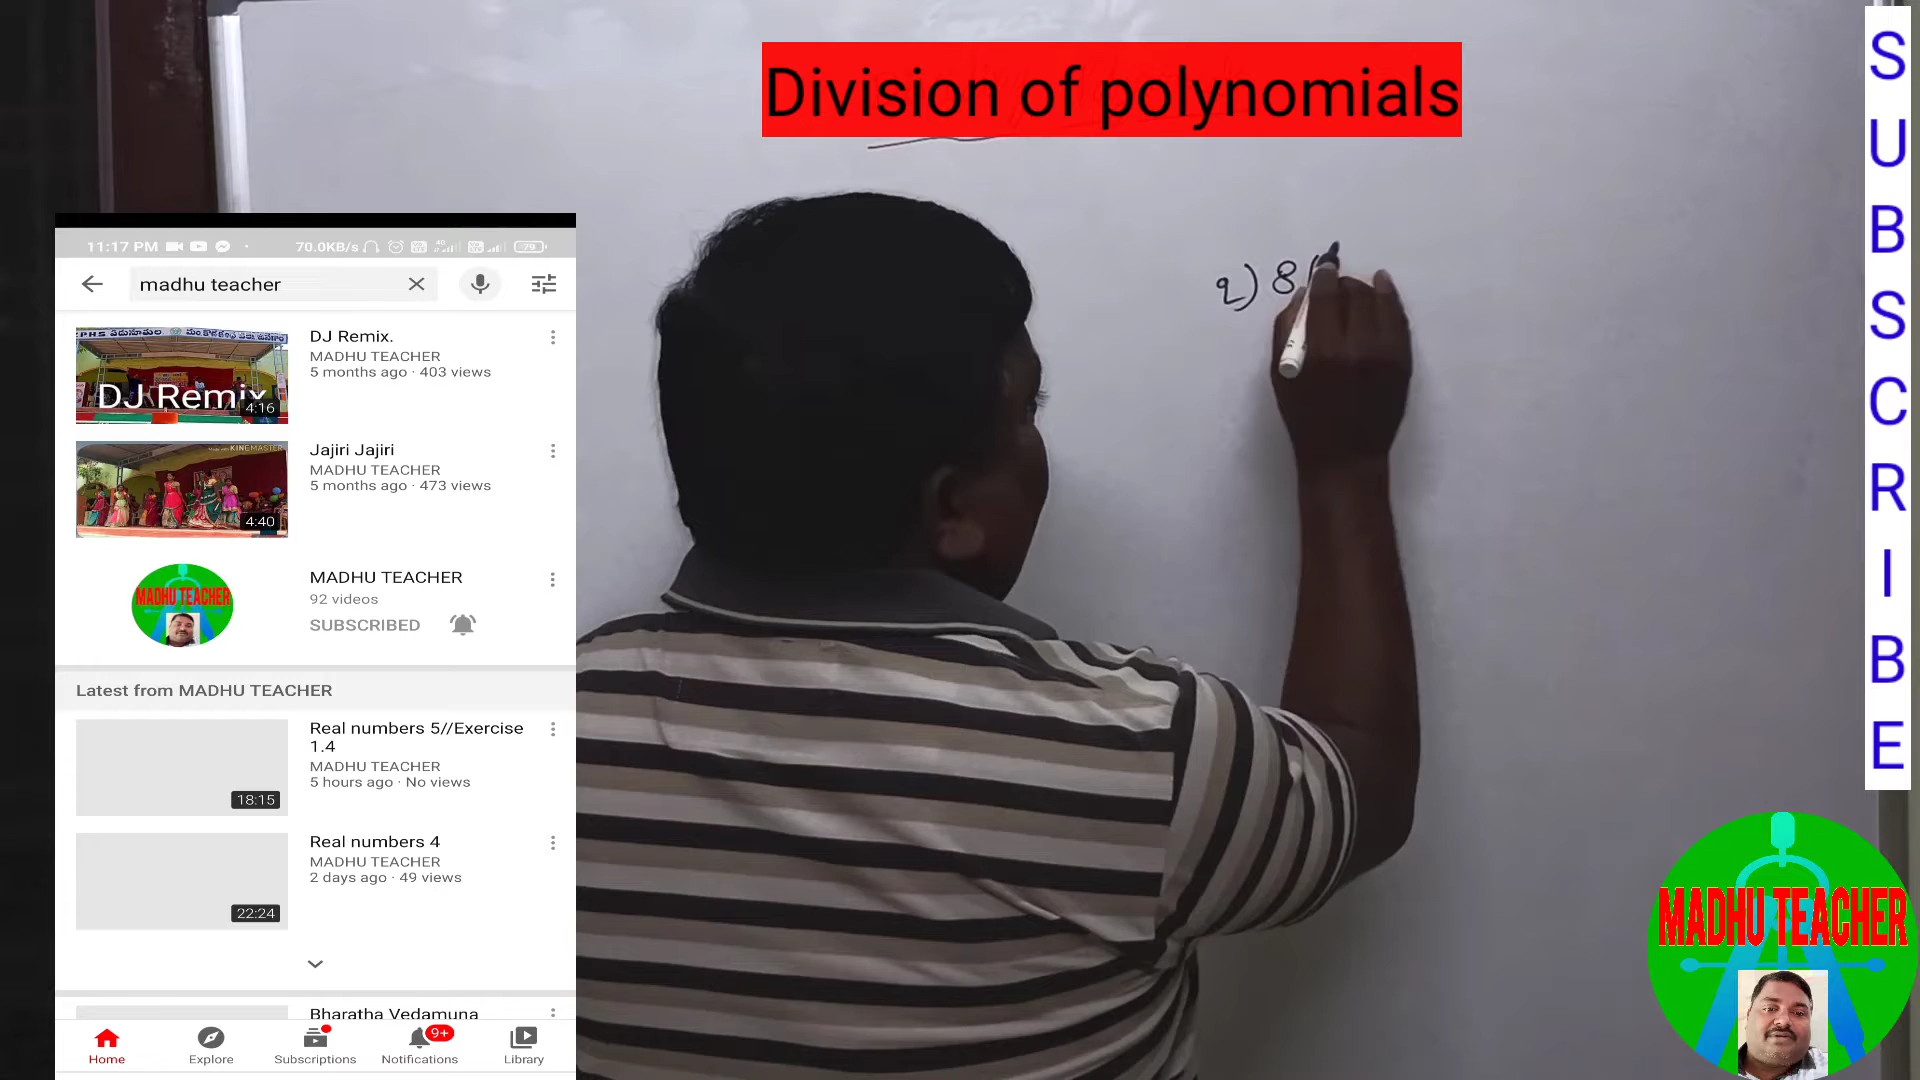 Division of polynomials
S
U
B
S
C
R
I
B
E
11:17 PM 70.0KB/s 79
madhu teacher
DJ Remix.
MADHU TEACHER
5 months ago · 403 views
DJ Remix
4:16
Jajiri Jajiri
MADHU TEACHER
5 months ago · 473 views
4:40
MADHU TEACHER
MADHU TEACHER
92 videos
SUBSCRIBED
Latest from MADHU TEACHER
Real numbers 5//Exercise
1.4
MADHU TEACHER
5 hours ago · No views
18:15
Real numbers 4
MADHU TEACHER
2 days ago · 49 views
22:24
Bharatha Vedamuna
9+
Home Explore Subscriptions Notifications Library
2) 8
MADHU TEACHER